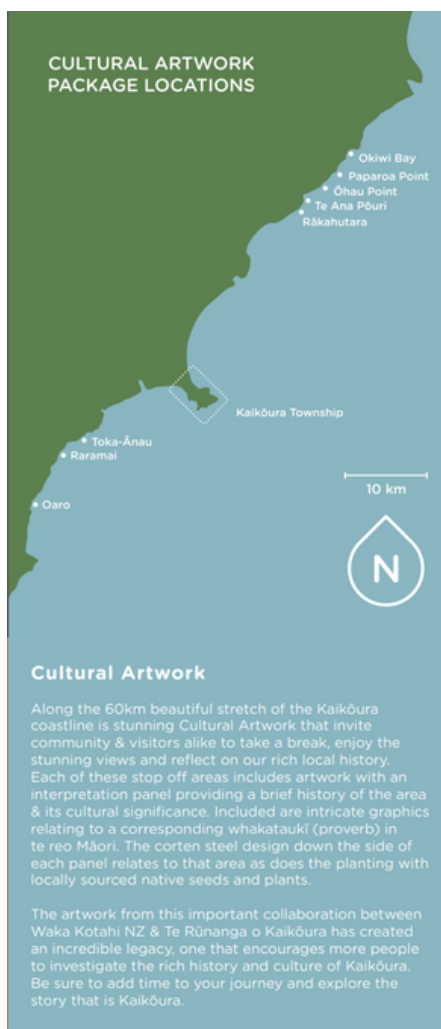 CULTURAL ARTWORK
PACKAGE LOCATIONS
Okiwi Bay
Paparoa Point
Ōhau Point
Te Ana Pōuri
Rākahutara
Kaikōura Township
Toka-Ānau
Raramai
Oaro
10 km
N
Cultural Artwork
Along the 60km beautiful stretch of the Kaikōura
coastline is stunning Cultural Artwork that invite
community & visitors alike to take a break, enjoy the
stunning views and reflect on our rich local history.
Each of these stop off areas includes artwork with an
interpretation panel providing a brief history of the area
& its cultural significance. Included are intricate graphics
relating to a corresponding whakataukī (proverb) in
te reo Māori. The corten steel design down the side of
each panel relates to that area as does the planting with
locally sourced native seeds and plants.
The artwork from this important collaboration between
Waka Kotahi NZ & Te Rūnanga o Kaikōura has created
an incredible legacy, one that encourages more people
to investigate the rich history and culture of Kaikōura.
Be sure to add time to your journey and explore the
story that is Kaikōura.